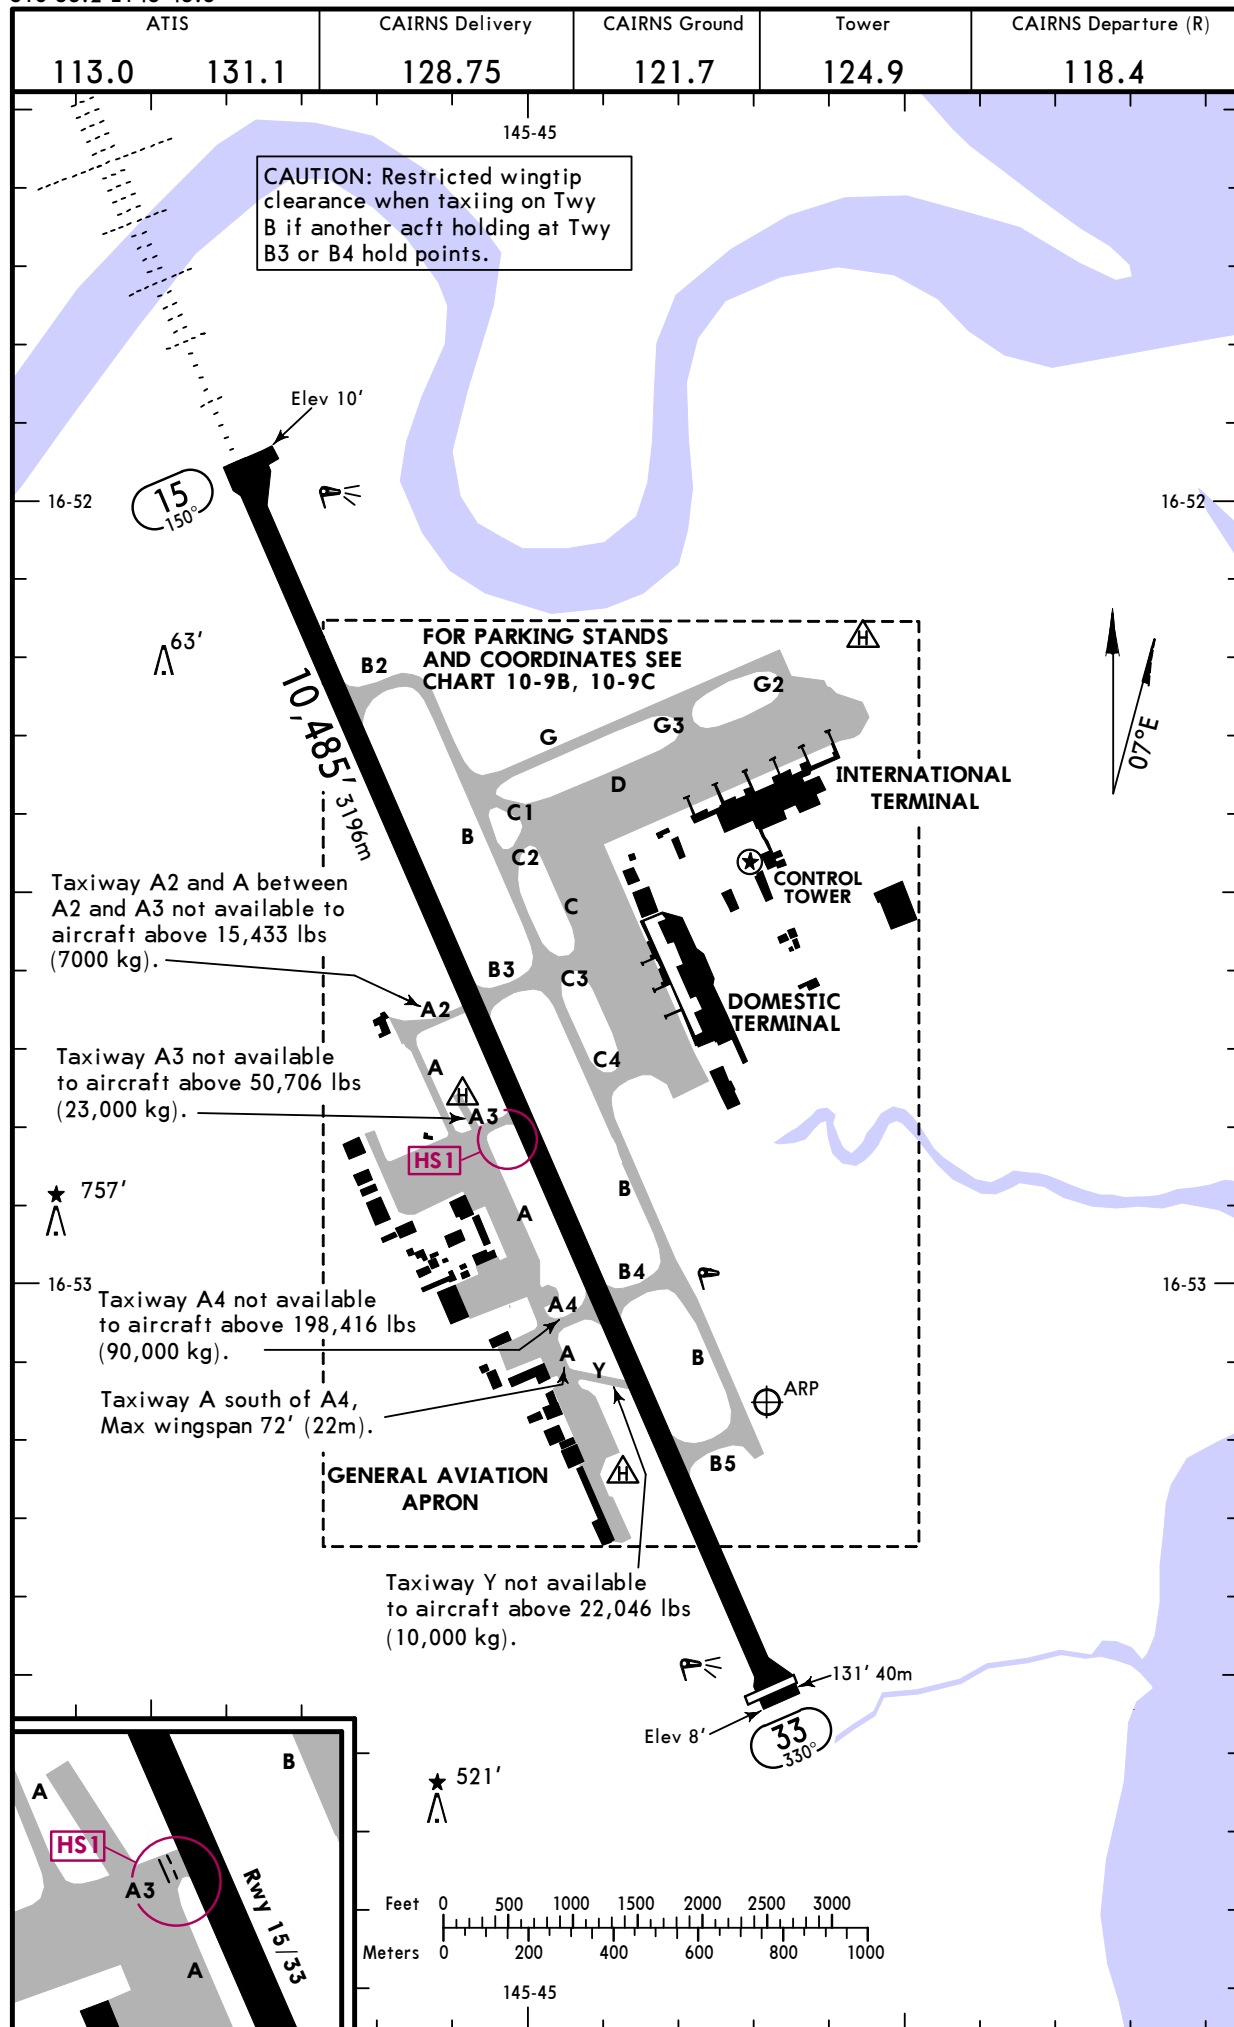 ATIS
CAIRNS Delivery
CAIRNS Ground
Tower
CAIRNS Departure (R)
113.0 131.1
128.75
121.7
124.9
118.4
145-45
CAUTION: Restricted wingtip
clearance when taxiing on Twy
B if another acft holding at Twy
B3 or B4 hold points.
Elev 10'
15
150°
16-52
16-52
63'
FOR PARKING STANDS
AND COORDINATES SEE
CHART 10-9B, 10-9C
H
B2
G2
G3
G
D
07°E
10,485'
3196m
INTERNATIONAL
TERMINAL
C1
B
C2
CONTROL
TOWER
C
Taxiway A2 and A between
A2 and A3 not available to
aircraft above 15,433 lbs
(7000 kg).
B3
C3
A2
DOMESTIC
TERMINAL
Taxiway A3 not available
to aircraft above 50,706 lbs
(23,000 kg).
A
C4
H
A3
HS1
757'
B
A
B4
16-53
16-53
Taxiway A4 not available
to aircraft above 198,416 lbs
(90,000 kg).
A4
A
Y
B
Taxiway A south of A4,
Max wingspan 72' (22m).
ARP
B5
GENERAL AVIATION
APRON
H
Taxiway Y not available
to aircraft above 22,046 lbs
(10,000 kg).
131' 40m
Elev 8'
33
330°
521'
A
B
HS1
A3
Rwy 15/33
A
Feet 0 500 1000 1500 2000 2500 3000
Meters 0 200 400 600 800 1000
145-45